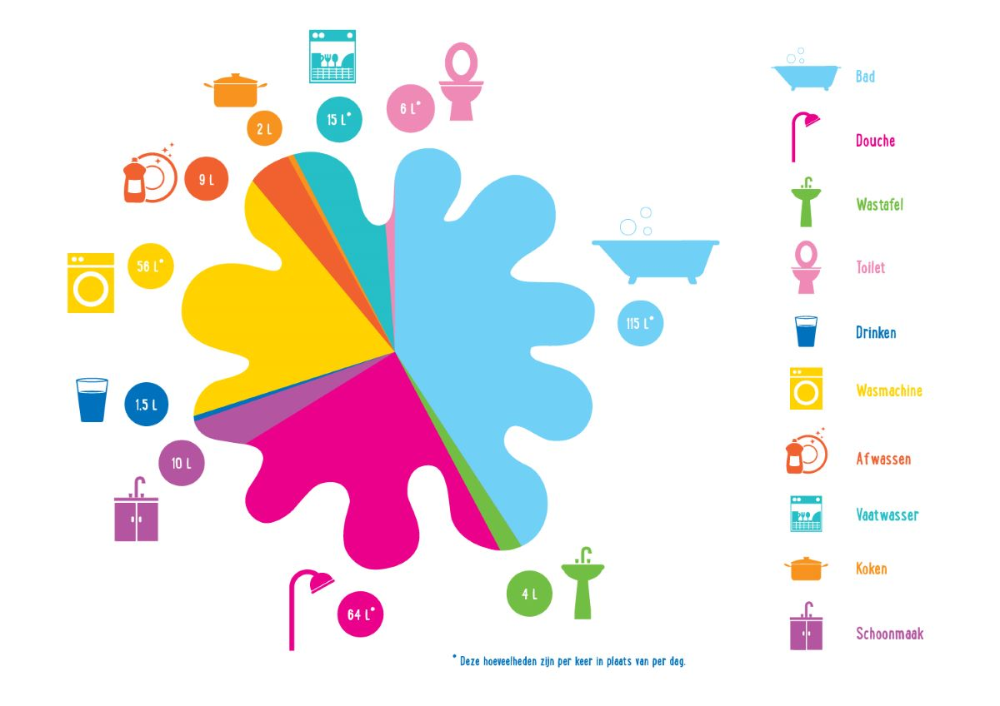 6 L*
15 L*
2 L
9 L
56 L*
115 L*
1.5 L
10 L
4 L
64 L*
* Deze hoeveelheden zijn per keer in plaats van per dag.
Bad
Douche
Wastafel
Toilet
Drinken
Wasmachine
Afwassen
Vaatwasser
Koken
Schoonmaak